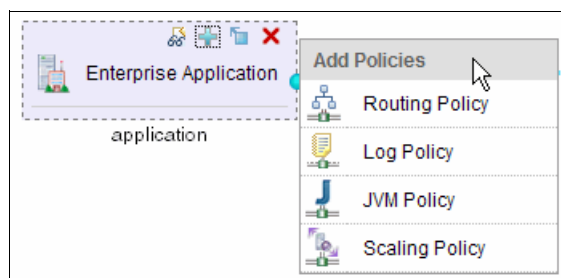 Enterprise Application
application
Add Policies
Routing Policy
Log Policy
JVM Policy
Scaling Policy